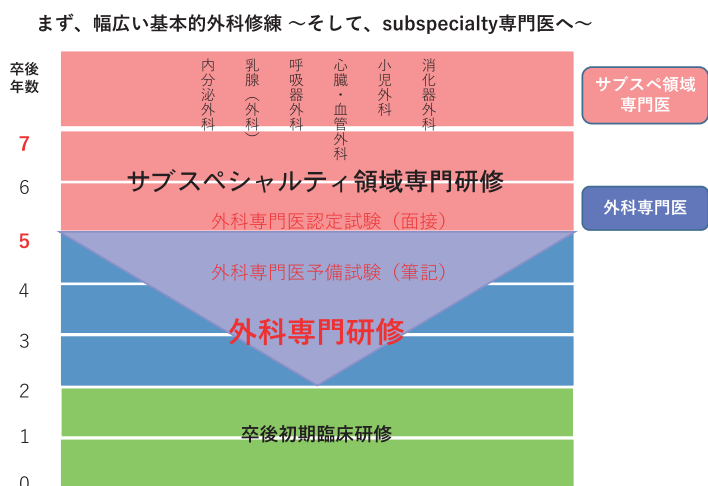 まず、幅広い基本的外科修練 ～そして、subspecialty専門医へ～
卒後
年数
内分泌外科
乳腺（外科）
呼吸器外科
心臓・血管外科
小児外科
消化器外科
サブスペ領域
専門医
7
サブスペシャルティ領域専門研修
6
外科専門医
外科専門医認定試験（面接）
5
外科専門医予備試験（筆記）
4
外科専門研修
3
2
卒後初期臨床研修
1
0